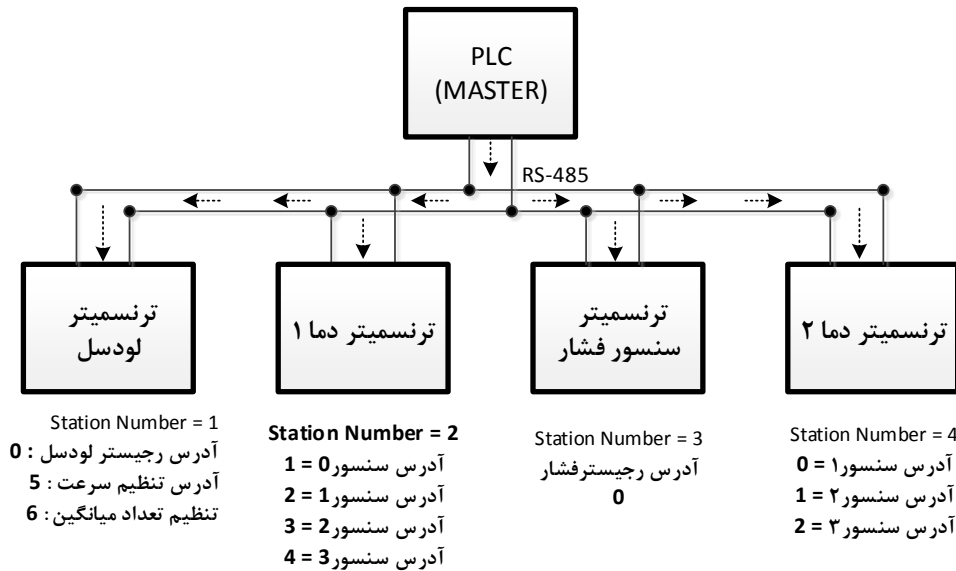 PLC
(MASTER)
RS-485
ترنسمیتر
لودسل
ترنسمیتر دما ۱
ترنسمیتر
سنسور فشار
ترنسمیتر دما ۲
Station Number = 1
آدرس رجیستر لودسل : 0
آدرس تنظیم سرعت : 5
تنظیم تعداد میانگین : 6
Station Number = 2
آدرس سنسور0 = 1
آدرس سنسور1 = 2
آدرس سنسور2 = 3
آدرس سنسور3 = 4
Station Number = 3
آدرس رجیسترفشار
0
Station Number = 4
آدرس سنسور۱ = 0
آدرس سنسور۲ = 1
آدرس سنسور۳ = 2